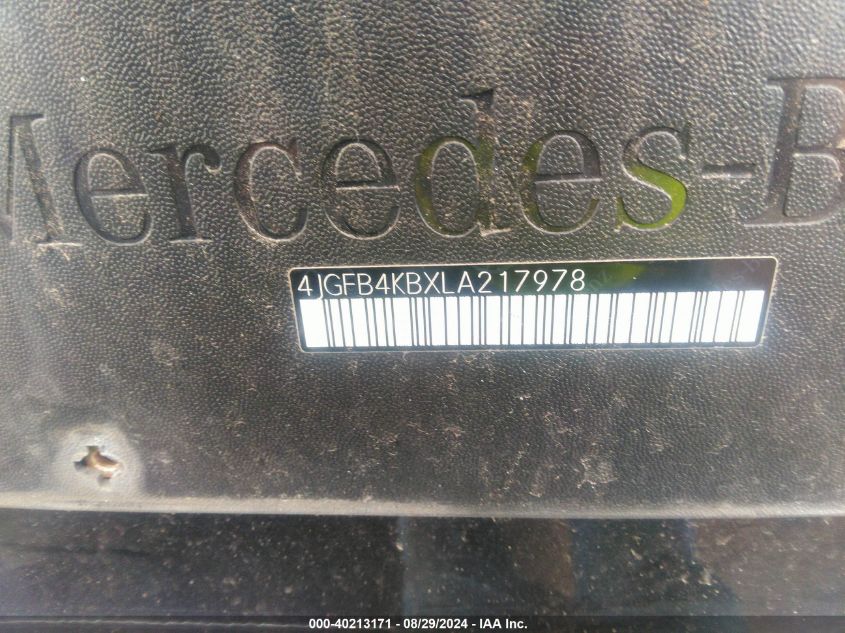 Mercedes-B
4JGFB4KBXLA217978
000-40213171 - 08/29/2024 - IAA Inc.